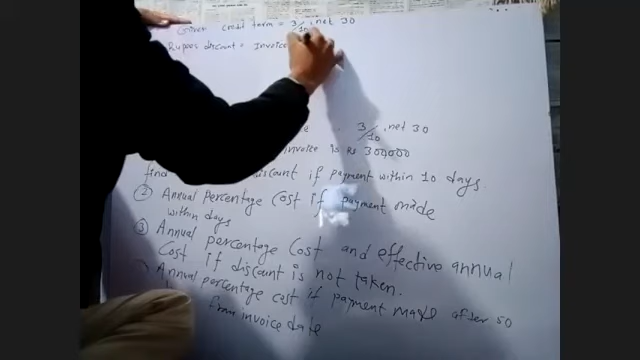 Given credit term = 3/10, net 30
Rupees discount = Invoice
3/10, net 30
invoice is Rs 300000
find discount if payment within 10 days.
② Annual Percentage Cost if payment made
within days
③ Annual percentage Cost and effective annual
Cost if discount is not taken.
Annual percentage cost if payment made after 50
from invoice date